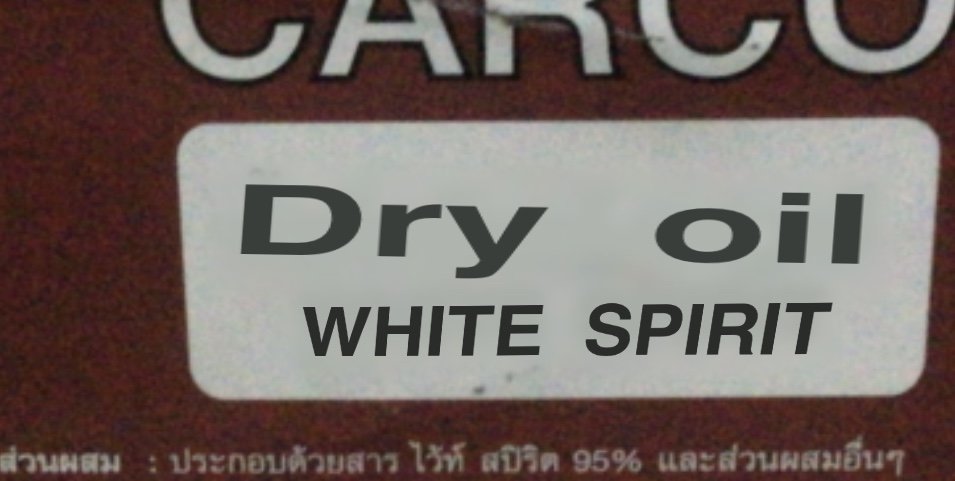 CARCO
Dry oil
WHITE SPIRIT
ส่วนผสม : ประกอบด้วยสาร ไว้ท์ สปิริต 95% และส่วนผสมอื่นๆ